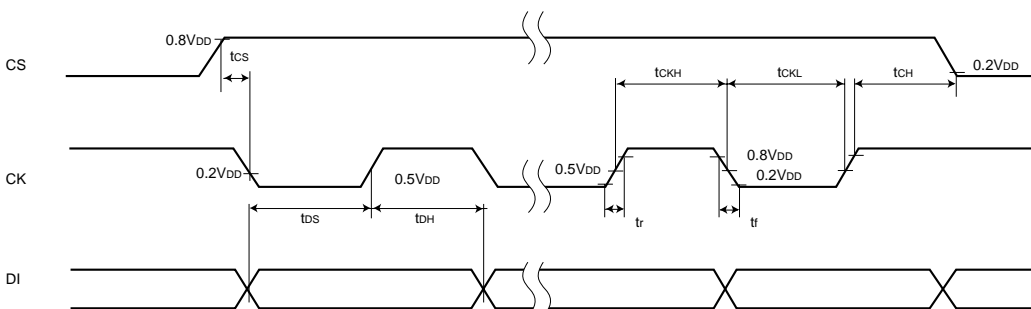 0.8VDD
tCS
CS
tCKH
tCKL
tCH
0.2VDD
CK
0.2VDD
0.5VDD
0.5VDD
0.8VDD
0.2VDD
tDS
tDH
tr
tf
DI